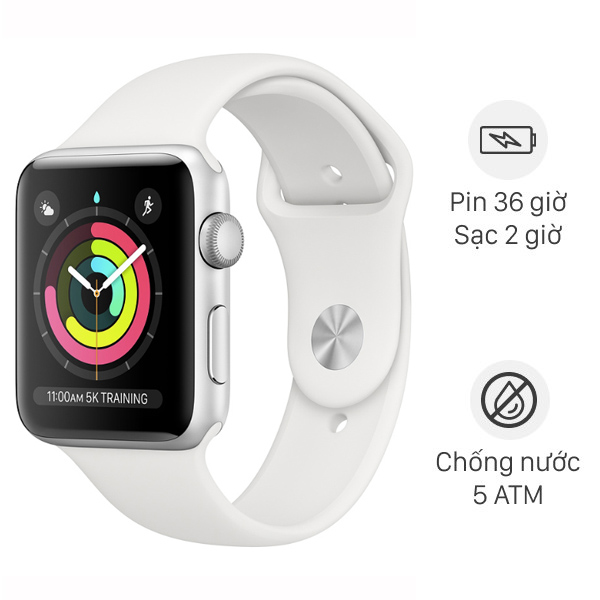 11:00AM 5K TRAINING
Pin 36 giờ
Sạc 2 giờ
Chống nước
5 ATM